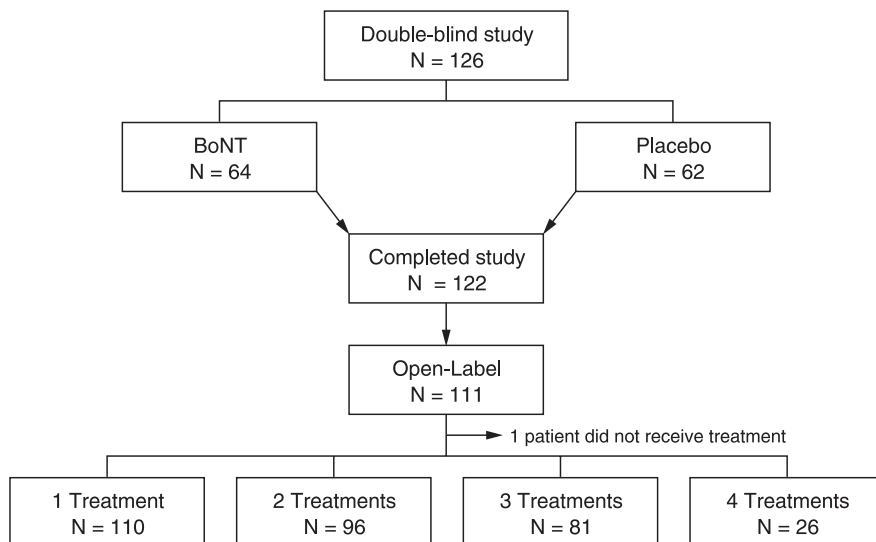 Double-blind study
N = 126
BoNT
N = 64
Placebo
N = 62
Completed study
N = 122
Open-Label
N = 111
1 patient did not receive treatment
1 Treatment
N = 110
2 Treatments
N = 96
3 Treatments
N = 81
4 Treatments
N = 26